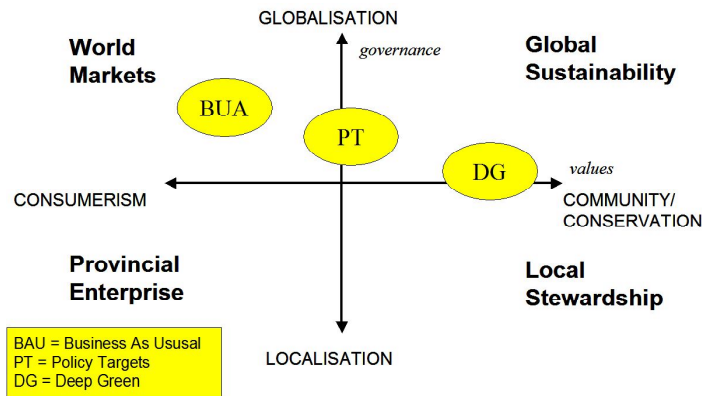 GLOBALISATION
World
Markets
governance
Global
Sustainability
BUA
PT
DG
values
CONSUMERISM
COMMUNITY/
CONSERVATION
Provincial
Enterprise
Local
Stewardship
BAU = Business As Ususal
PT = Policy Targets
DG = Deep Green
LOCALISATION